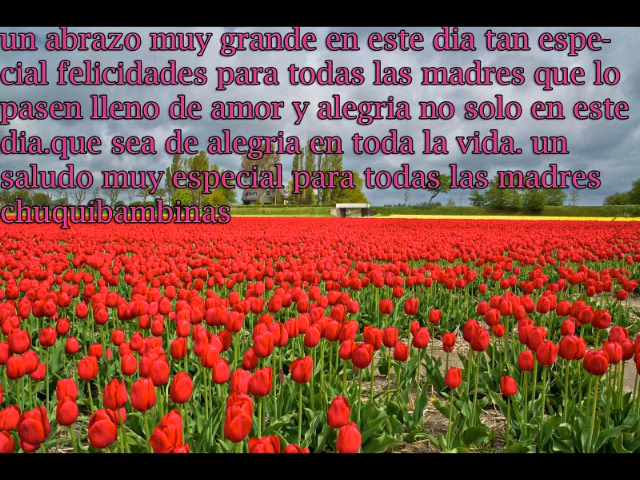 un abrazo muy grande en este dia tan espe-
cial felicidades para todas las madres que lo
pasen lleno de amor y alegria no solo en este
dia.que sea de alegria en toda la vida. un
saludo muy especial para todas las madres
chuquibambinas